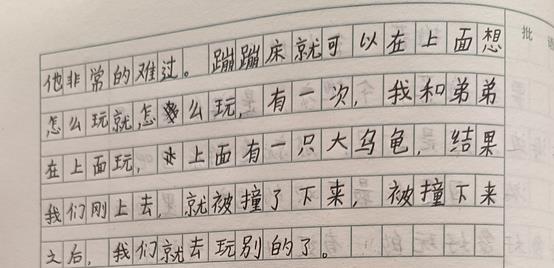 批
他非常的难过。蹦蹦床就可以在上面想
怎么玩就怎么玩，有一次，我和弟弟
在上面玩，上面有一只大乌龟，结果
我们刚上去，就被撞了下来，被撞下来
之后，我们就去玩别的了。